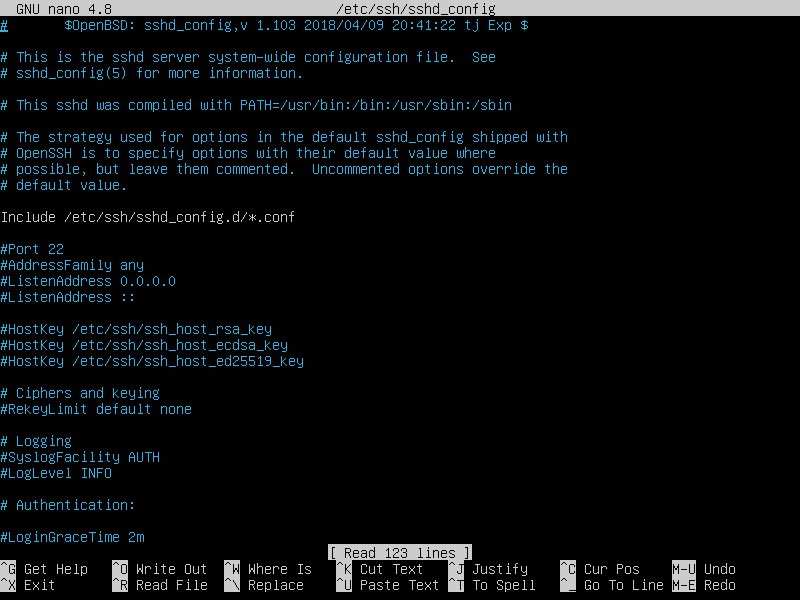 GNU nano 4.8 /etc/ssh/sshd_config
# $OpenBSD: sshd_config,v 1.103 2018/04/09 20:41:22 tj Exp $
# This is the sshd server system-wide configuration file. See
# sshd_config(5) for more information.
# This sshd was compiled with PATH=/usr/bin:/bin:/usr/sbin:/sbin
# The strategy used for options in the default sshd_config shipped with
# OpenSSH is to specify options with their default value where
# possible, but leave them commented. Uncommented options override the
# default value.
Include /etc/ssh/sshd_config.d/*.conf
#Port 22
#AddressFamily any
#ListenAddress 0.0.0.0
#ListenAddress ::
#HostKey /etc/ssh/ssh_host_rsa_key
#HostKey /etc/ssh/ssh_host_ecdsa_key
#HostKey /etc/ssh/ssh_host_ed25519_key
# Ciphers and keying
#RekeyLimit default none
# Logging
#SyslogFacility AUTH
#LogLevel INFO
# Authentication:
#LoginGraceTime 2m
[ Read 123 lines ]
^G Get Help ^O Write Out ^W Where Is ^K Cut Text ^J Justify ^C Cur Pos M-U Undo
^X Exit ^R Read File ^\ Replace ^U Paste Text ^T To Spell ^_ Go To Line M-E Redo